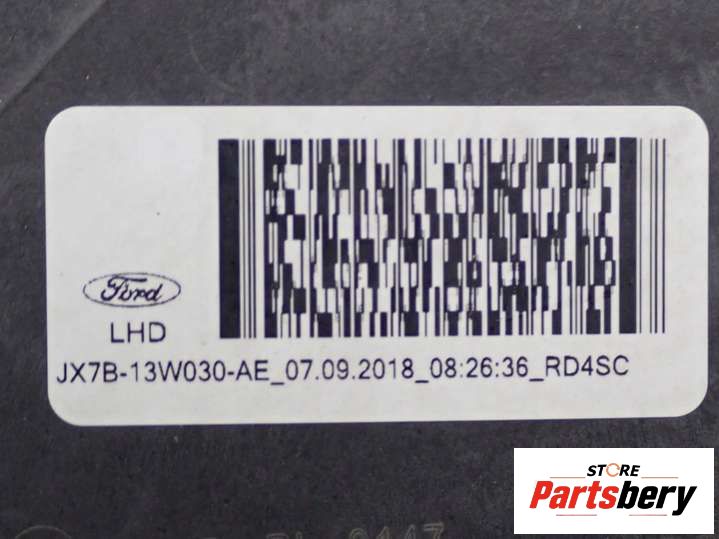 Ford
LHD
JX7B-13W030-AE_07.09.2018_08:26:36_RD4SC
STORE
Partsbery